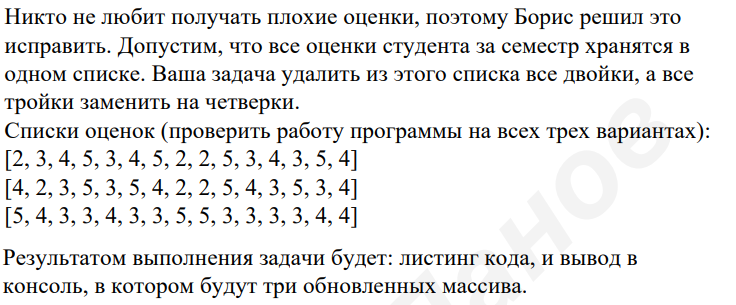 Никто не любит получать плохие оценки, поэтому Борис решил это
исправить. Допустим, что все оценки студента за семестр хранятся в
одном списке. Ваша задача удалить из этого списка все двойки, а все
тройки заменить на четверки.
Списки оценок (проверить работу программы на всех трех вариантах):
[2, 3, 4, 5, 3, 4, 5, 2, 2, 5, 3, 4, 3, 5, 4]
[4, 2, 3, 5, 3, 5, 4, 2, 2, 5, 4, 3, 5, 3, 4]
[5, 4, 3, 3, 4, 3, 3, 5, 5, 3, 3, 3, 3, 4, 4]
Результатом выполнения задачи будет: листинг кода, и вывод в
консоль, в котором будут три обновленных массива.
Панов